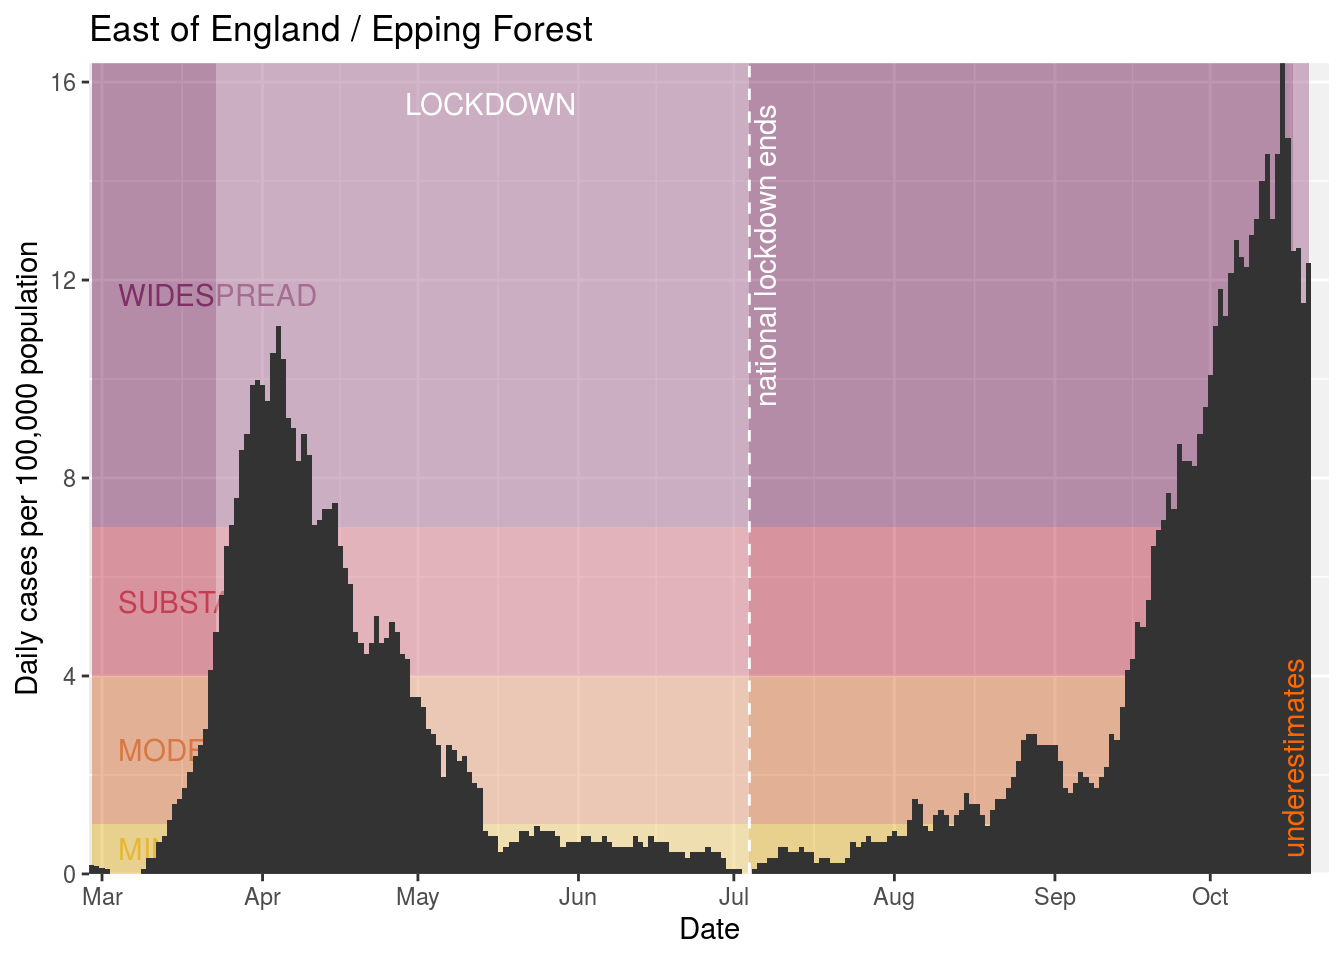 East of England / Epping Forest
Daily cases per 100,000 population
16
12
8
4
0
LOCKDOWN
national lockdown ends
WIDESPREAD
SUBSTA
MODE
MI
underestimates
Mar
Apr
May
Jun
Jul
Aug
Sep
Oct
Date